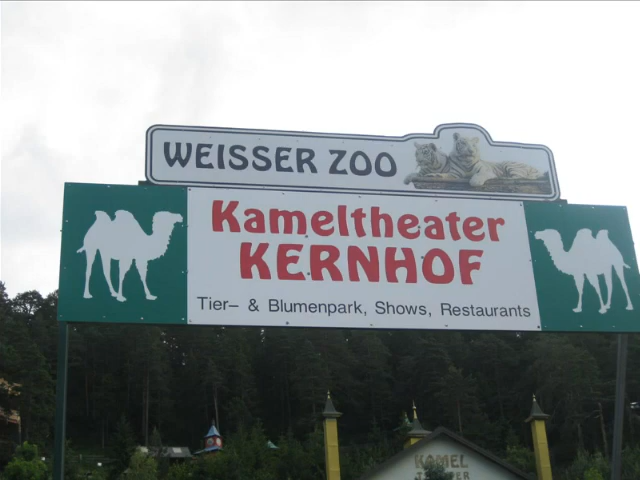 WEISSER ZOO
Kameltheater
KERNHOF
Tier- & Blumenpark, Shows, Restaurants
KAMEL